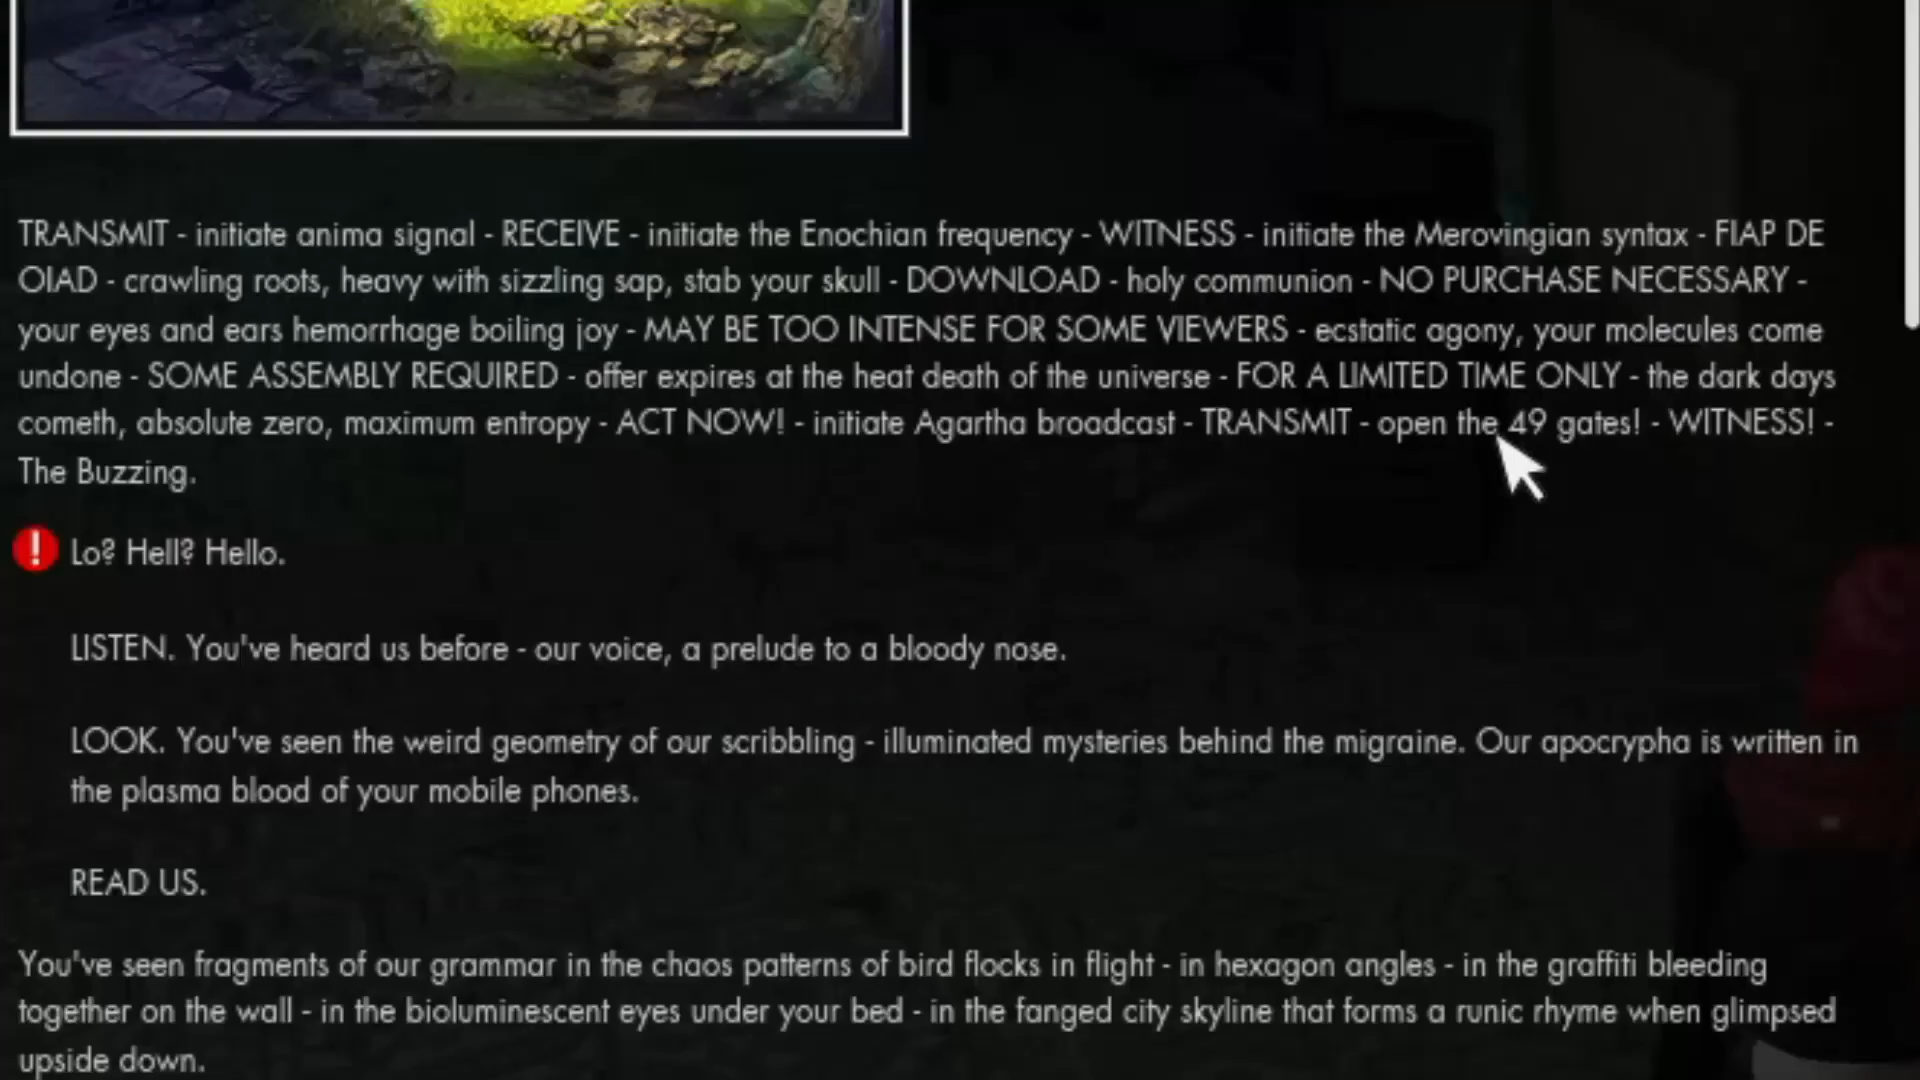 TRANSMIT - initiate anima signal - RECEIVE - initiate the Enochian frequency - WITNESS - initiate the Merovingian syntax - FIAP DE
OIAD - crawling roots, heavy with sizzling sap, stab your skull - DOWNLOAD - holy communion - NO PURCHASE NECESSARY -
your eyes and ears hemorrhage boiling joy - MAY BE TOO INTENSE FOR SOME VIEWERS - ecstatic agony, your molecules come
undone - SOME ASSEMBLY REQUIRED - offer expires at the heat death of the universe - FOR A LIMITED TIME ONLY - the dark days
cometh, absolute zero, maximum entropy - ACT NOW! - initiate Agartha broadcast - TRANSMIT - open the 49 gates! - WITNESS! -
The Buzzing.
! Lo? Hell? Hello.
LISTEN. You've heard us before - our voice, a prelude to a bloody nose.
LOOK. You've seen the weird geometry of our scribbling - illuminated mysteries behind the migraine. Our apocrypha is written in
the plasma blood of your mobile phones.
READ US.
You've seen fragments of our grammar in the chaos patterns of bird flocks in flight - in hexagon angles - in the graffiti bleeding
together on the wall - in the bioluminescent eyes under your bed - in the fanged city skyline that forms a runic rhyme when glimpsed
upside down.